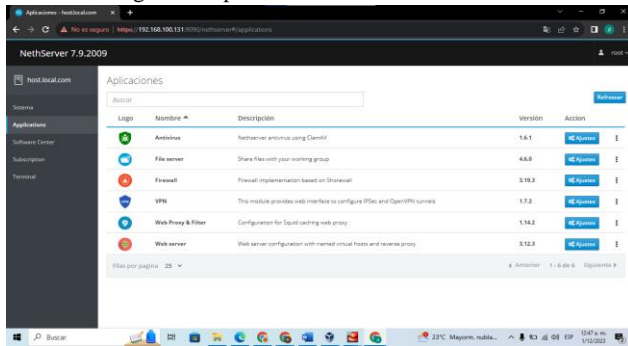 Aplicaciones - host.local.com
No es seguro | https://192.168.100.131:9090/nethserver#/applications
NethServer 7.9.2009
root
host.local.com
Sistema
Applications
Software Center
Subscription
Terminal
Aplicaciones
Buscar
Refrescar
Logo Nombre Descripción Versión Accion
Antivirus Nethserver antivirus using ClamAV 1.6.1 Ajustes
File server Share files with your working group 4.6.0 Ajustes
Firewall Firewall implementation based on Shorewall 3.19.3 Ajustes
VPN This module provides web interface to configure IPSec and OpenVPN tunnels 1.7.2 Ajustes
Web Proxy & Filter Configuration for Squid caching web proxy 1.14.2 Ajustes
Web server Web server configuration with named virtual hosts and reverse proxy 3.12.3 Ajustes
Filas por pagina 25 Anterior 1 - 6 de 6 Siguiente
Buscar 23°C Mayorm. nubla... ESP 12:47 a. m.
1/12/2023